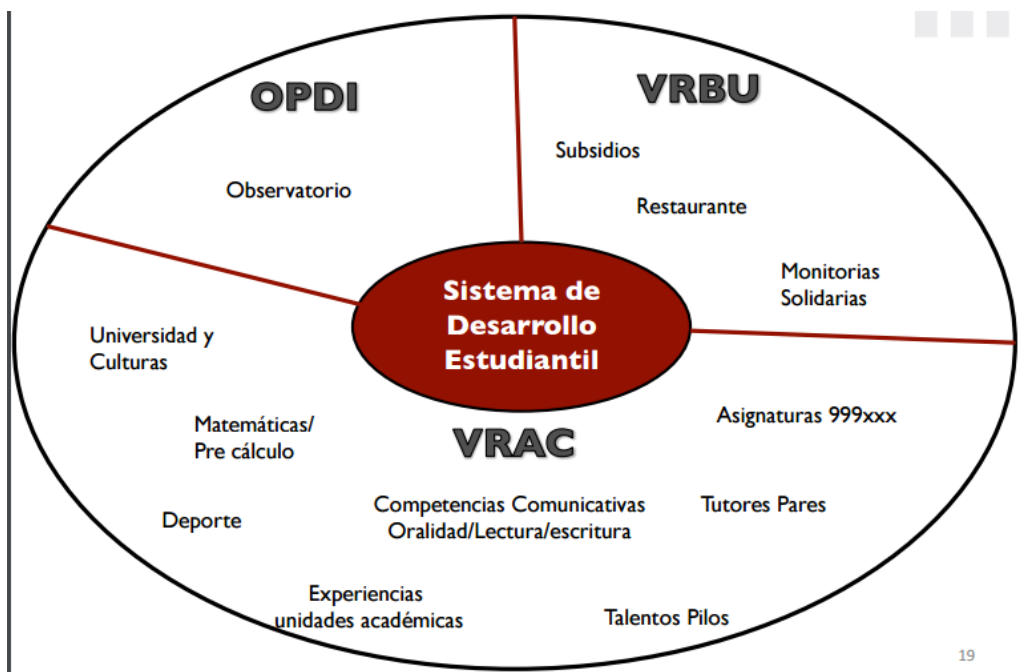 OPDI
VRBU
Subsidios
Observatorio
Restaurante
Monitorias
Solidarias
Sistema de
Desarrollo
Estudiantil
Universidad y
Culturas
Matemáticas/
Pre cálculo
Deporte
VRAC
Competencias Comunicativas
Oralidad/Lectura/escritura
Asignaturas 999xxx
Tutores Pares
Experiencias
unidades académicas
Talentos Pilos
19